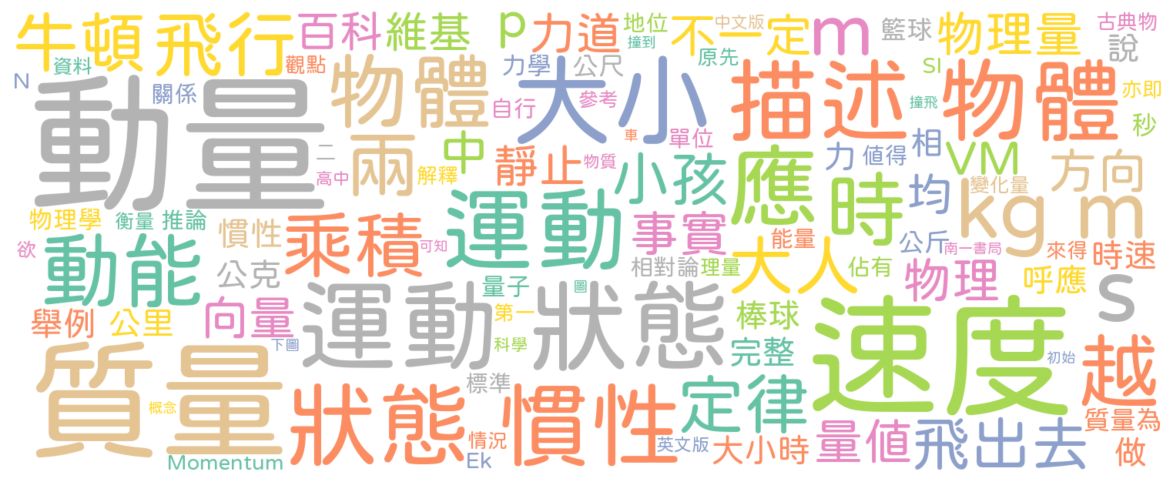 牛頓 飛行 百科 維基 p 力道 地位 不一定 中文版 m 籃球 物理量 古典物
撞到 說
N 資料 觀點 力學 公尺 原先 SI
動量 關係 物體 大小 描述 物體 亦即
自行 參考 撞飛
車 單位 秒
二 兩 中 靜止 物質 小孩 應 時 力 值得 相 VM 方向
高中 解釋 均 kg m 變化量
物理學 衡量 推論 慣性 乘積 運動 事實 能量 公斤 南一書局
欲 動能 可知 大人 來得 時速
公克 量子 相對論 理量 佔有 物理 呼應
舉例 公里 向量 運動狀態 第一 圖 棒球 速度 s
下圖 科學 完整 初始 越
質量 概念 標準 定律
狀態 慣性 質量為
Momentum 情況 Ek 英文版 大小時 量值 飛出去 做